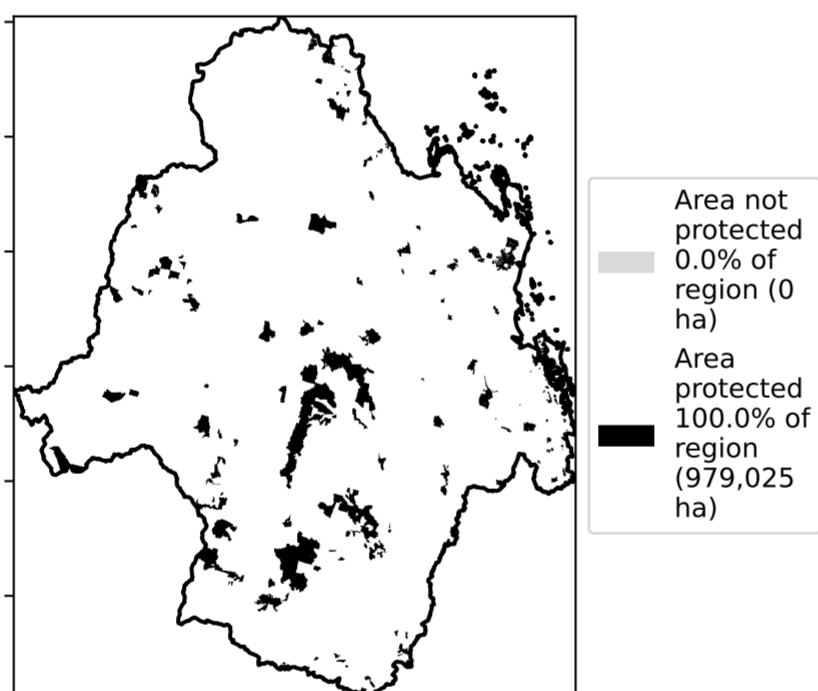 Area not
protected
0.0% of
region (0
ha)
Area
protected
100.0% of
region
(979,025
ha)